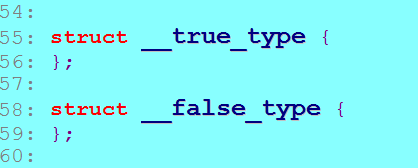 54:
55: struct __true_type {
56: };
57:
58: struct __false_type {
59: };
60: